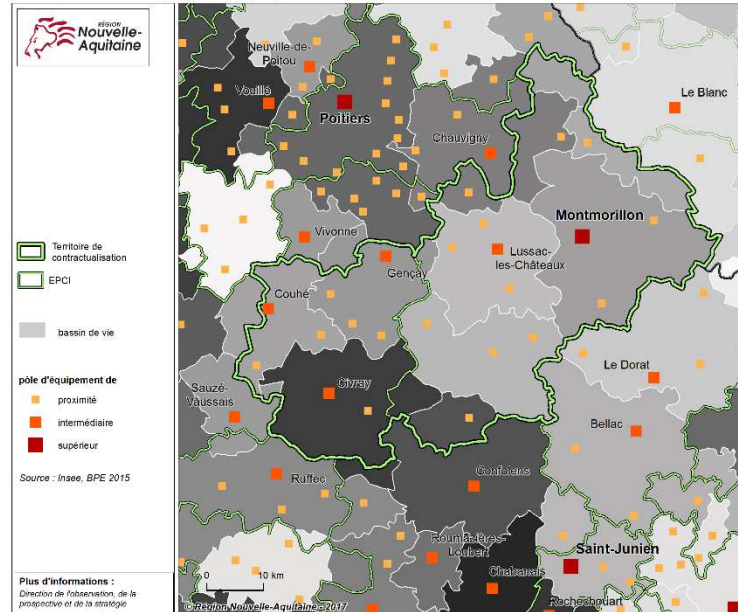 RÉGION
Nouvelle-
Aquitaine
Territoire de
contractualisation
EPCI
bassin de vie
pôle d'équipement de
proximité
intermédiaire
supérieur
Source : Insee, BPE 2015
Plus d'informations :
Direction de l'observation, de la
prospective et de la stratégie
Neuville-de-
Poitou
Vouillé
Poitiers
Le Blanc
Chauvigny
Montmorillon
Vivonne
Lussac-
les-Châteaux
Gençay
Couhé
Le Dorat
Civray
Sauzé-
Vaussais
Bellac
Ruffec
Confolens
Roumazières-
Loubert
Saint-Junien
Chabanais
Rochechouart
0 10 km
© Région Nouvelle-Aquitaine - 2017